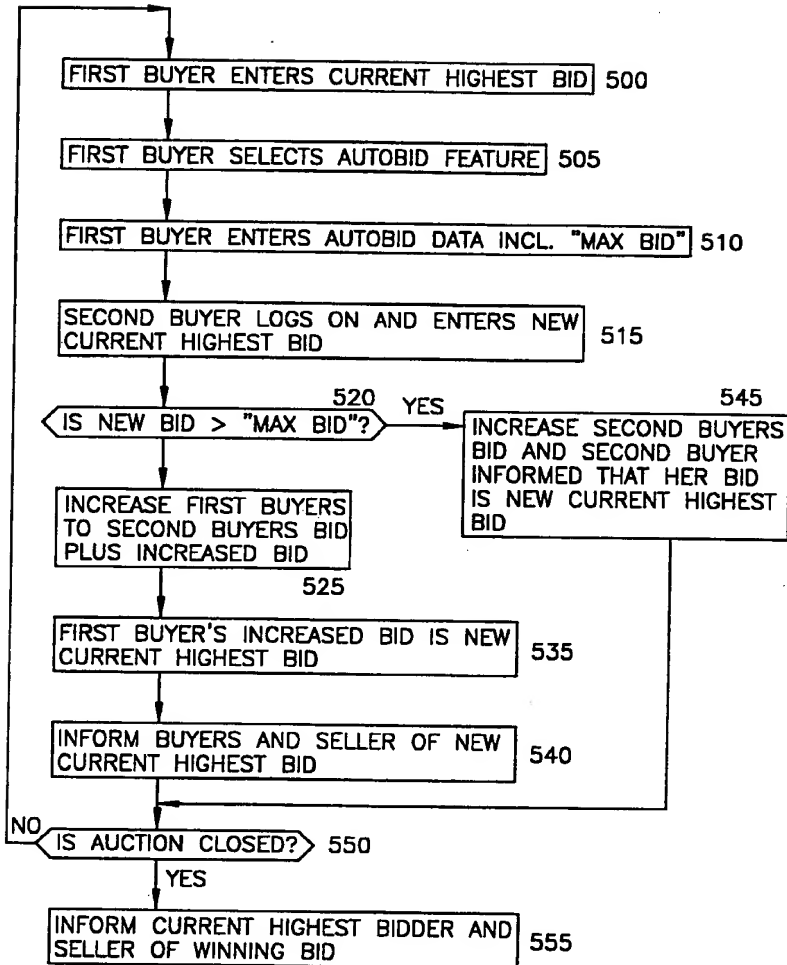 FIRST BUYER ENTERS CURRENT HIGHEST BID 500
FIRST BUYER SELECTS AUTOBID FEATURE 505
FIRST BUYER ENTERS AUTOBID DATA INCL. "MAX BID" 510
SECOND BUYER LOGS ON AND ENTERS NEW
CURRENT HIGHEST BID
515
520
IS NEW BID > "MAX BID"?
YES
545
INCREASE SECOND BUYERS
BID AND SECOND BUYER
INFORMED THAT HER BID
IS NEW CURRENT HIGHEST
BID
INCREASE FIRST BUYERS
TO SECOND BUYERS BID
PLUS INCREASED BID
525
FIRST BUYER'S INCREASED BID IS NEW
CURRENT HIGHEST BID
535
INFORM BUYERS AND SELLER OF NEW
CURRENT HIGHEST BID
540
NO
IS AUCTION CLOSED? 550
YES
INFORM CURRENT HIGHEST BIDDER AND
SELLER OF WINNING BID
555